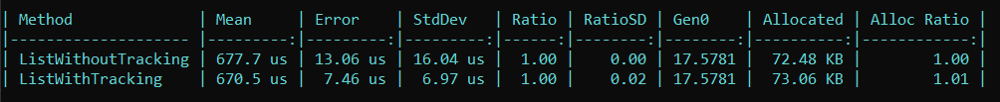 | Method              | Mean     | Error    | StdDev   | Ratio | RatioSD | Gen0    | Allocated | Alloc Ratio |
|-------------------- |---------:|---------:|---------:|------:|--------:|--------:|----------:|------------:|
| ListWithoutTracking | 677.7 us | 13.06 us | 16.04 us |  1.00 |    0.00 | 17.5781 |  72.48 KB |        1.00 |
| ListWithTracking    | 670.5 us |  7.46 us |  6.97 us |  1.00 |    0.02 | 17.5781 |  73.06 KB |        1.01 |